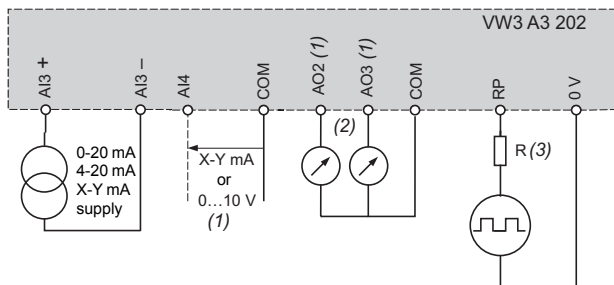 VW3 A3 202
AI3 +
AI3 –
AI4
COM
AO2 (1)
AO3 (1)
COM
RP
0 V
0-20 mA
4-20 mA
X-Y mA
supply
X-Y mA
or
0...10 V
(1)
(2)
R (3)